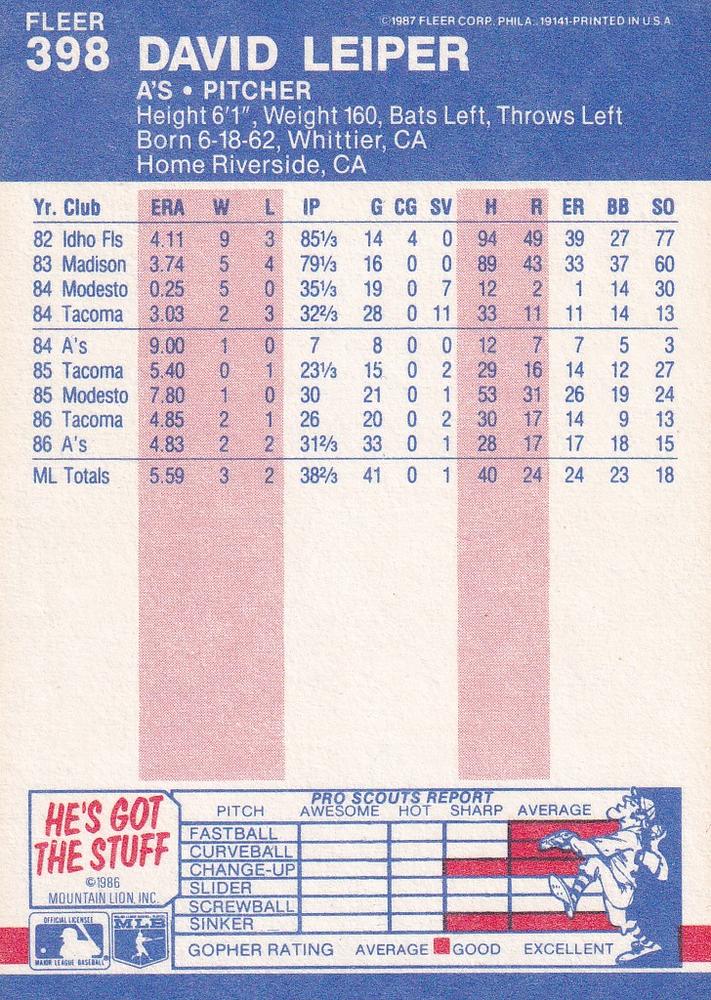 FLEER
©1987 FLEER CORP. PHILA., 19141-PRINTED IN U.S.A.
398 DAVID LEIPER
A'S • PITCHER
Height 6'1", Weight 160, Bats Left, Throws Left
Born 6-18-62, Whittier, CA
Home Riverside, CA
Yr. Club ERA W L IP G CG SV H R ER BB SO
82 Idho Fls 4.11 9 3 85⅓ 14 4 0 94 49 39 27 77
83 Madison 3.74 5 4 79⅓ 16 0 0 89 43 33 37 60
84 Modesto 0.25 5 0 35⅓ 19 0 7 12 2 1 14 30
84 Tacoma 3.03 2 3 32⅔ 28 0 11 33 11 11 14 13
84 A's 9.00 1 0 7 8 0 0 12 7 7 5 3
85 Tacoma 5.40 0 1 23⅓ 15 0 2 29 16 14 12 27
85 Modesto 7.80 1 0 30 21 0 1 53 31 26 19 24
86 Tacoma 4.85 2 1 26 20 0 2 30 17 14 9 13
86 A's 4.83 2 2 31⅔ 33 0 1 28 17 17 18 15
ML Totals 5.59 3 2 38⅔ 41 0 1 40 24 24 23 18
HE'S GOT
THE STUFF
©1986
MOUNTAIN LION, INC.
OFFICIAL LICENSEE
MAJOR LEAGUE BASEBALL
MLB
PRO SCOUTS REPORT
PITCH AWESOME HOT SHARP AVERAGE
FASTBALL
CURVEBALL
CHANGE-UP
SLIDER
SCREWBALL
SINKER
GOPHER RATING AVERAGE GOOD EXCELLENT